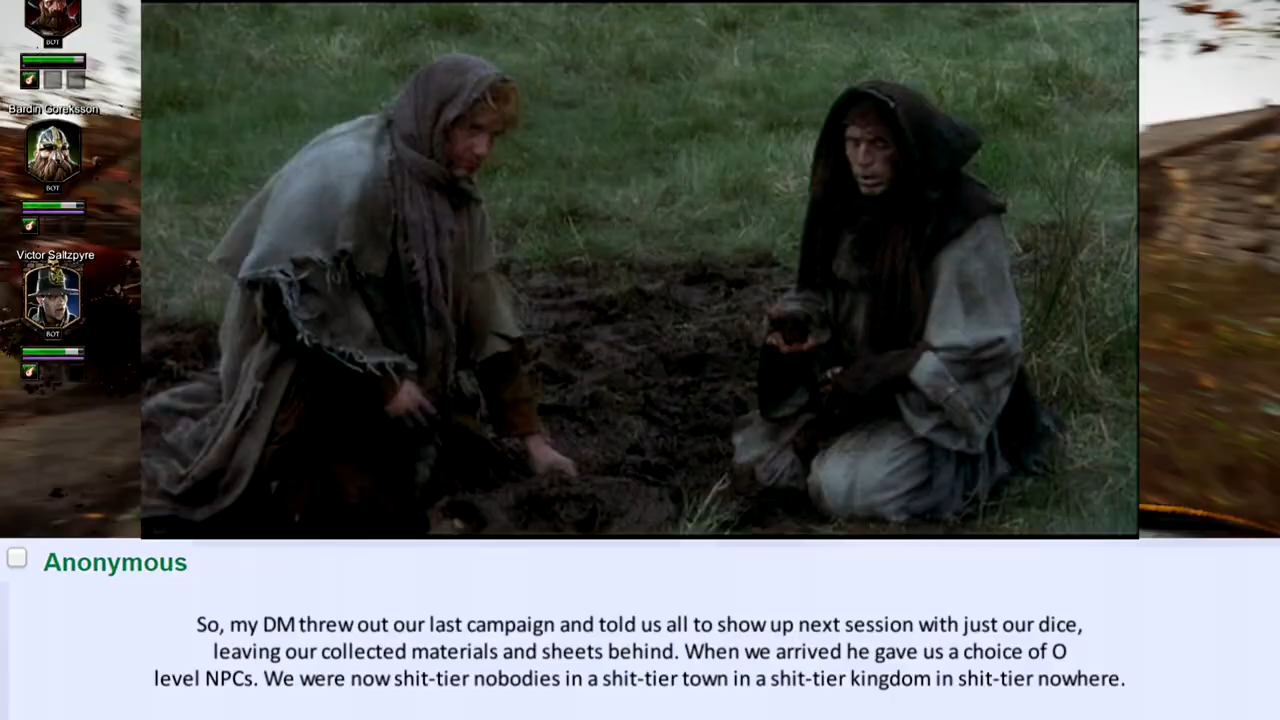 BOT
Bardin Goreksson
BOT
Victor Saltzpyre
BOT
Anonymous
So, my DM threw out our last campaign and told us all to show up next session with just our dice,
leaving our collected materials and sheets behind. When we arrived he gave us a choice of O
level NPCs. We were now shit-tier nobodies in a shit-tier town in a shit-tier kingdom in shit-tier nowhere.